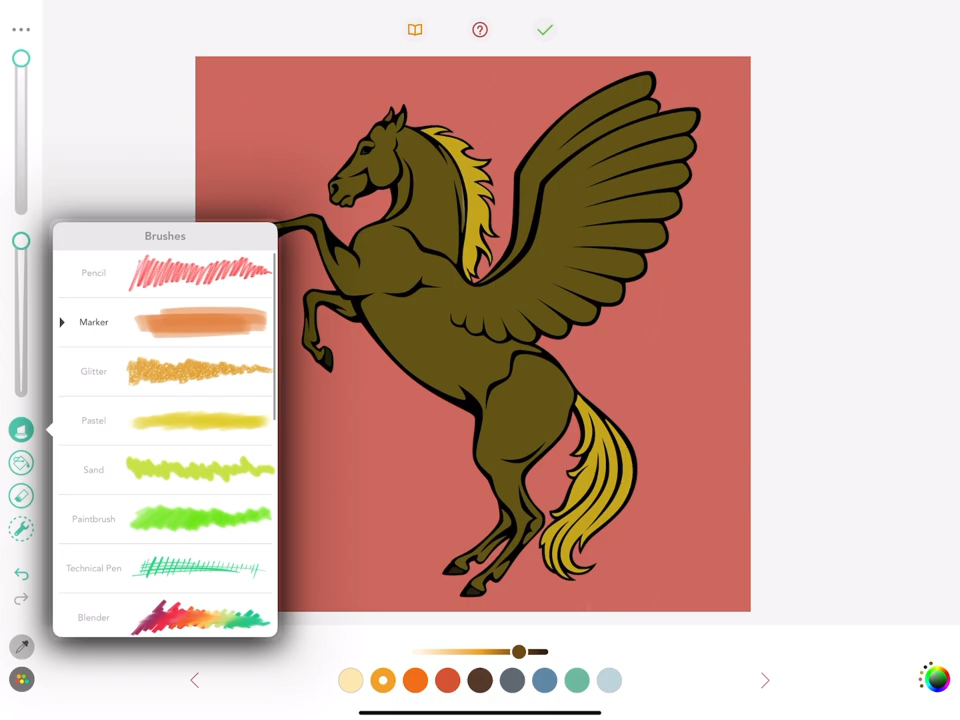 Brushes
Pencil
Marker
Glitter
Pastel
Sand
Paintbrush
Technical Pen
Blender